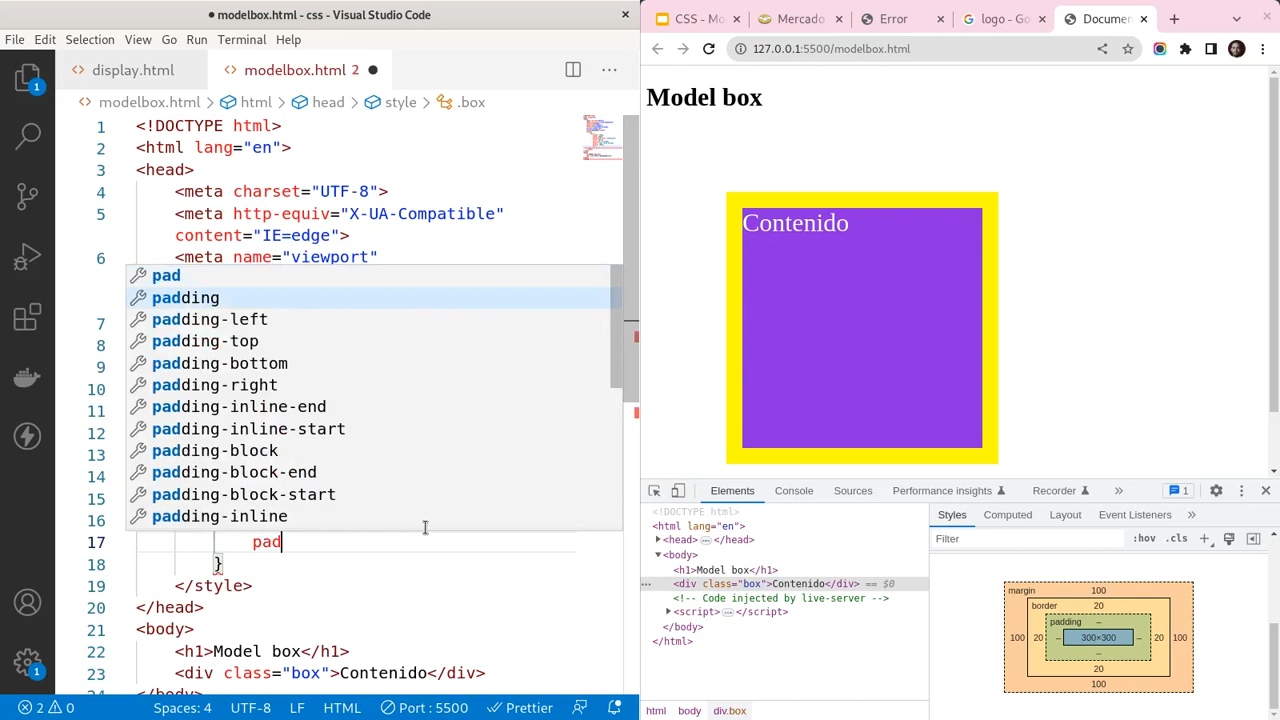 modelbox.html - css - Visual Studio Code
File Edit Selection View Go Run Terminal Help
display.html
modelbox.html 2
modelbox.html > html > head > style > .box
1 <!DOCTYPE html>
2 <html lang="en">
3 <head>
4 <meta charset="UTF-8">
5 <meta http-equiv="X-UA-Compatible"
content="IE=edge">
6 <meta name="viewport"
pad
padding
padding-left
padding-top
padding-bottom
padding-right
padding-inline-end
padding-inline-start
padding-block
padding-block-end
padding-block-start
padding-inline
7
8
9
10
11
12
13
14
15
16
17 pad
18 }
19 </style>
20 </head>
21 <body>
22 <h1>Model box</h1>
23 <div class="box">Contenido</div>
24 </body>
1
1
2 0
Spaces: 4
UTF-8
LF
HTML
Port : 5500
Prettier
CSS - Mo
Mercado
Error
logo - Go
Documen
127.0.0.1:5500/modelbox.html
Model box
Contenido
Elements Console Sources Performance insights Recorder
1
<!DOCTYPE html>
<html lang="en">
<head> … </head>
<body>
<h1>Model box</h1>
<div class="box">Contenido</div> == $0
<!-- Code injected by live-server -->
<script> … </script>
</body>
</html>
html body div.box
Styles Computed Layout Event Listeners
Filter
:hov .cls
margin 100
border 20
padding –
100 20 – 300×300 – 20 100
–
20
100